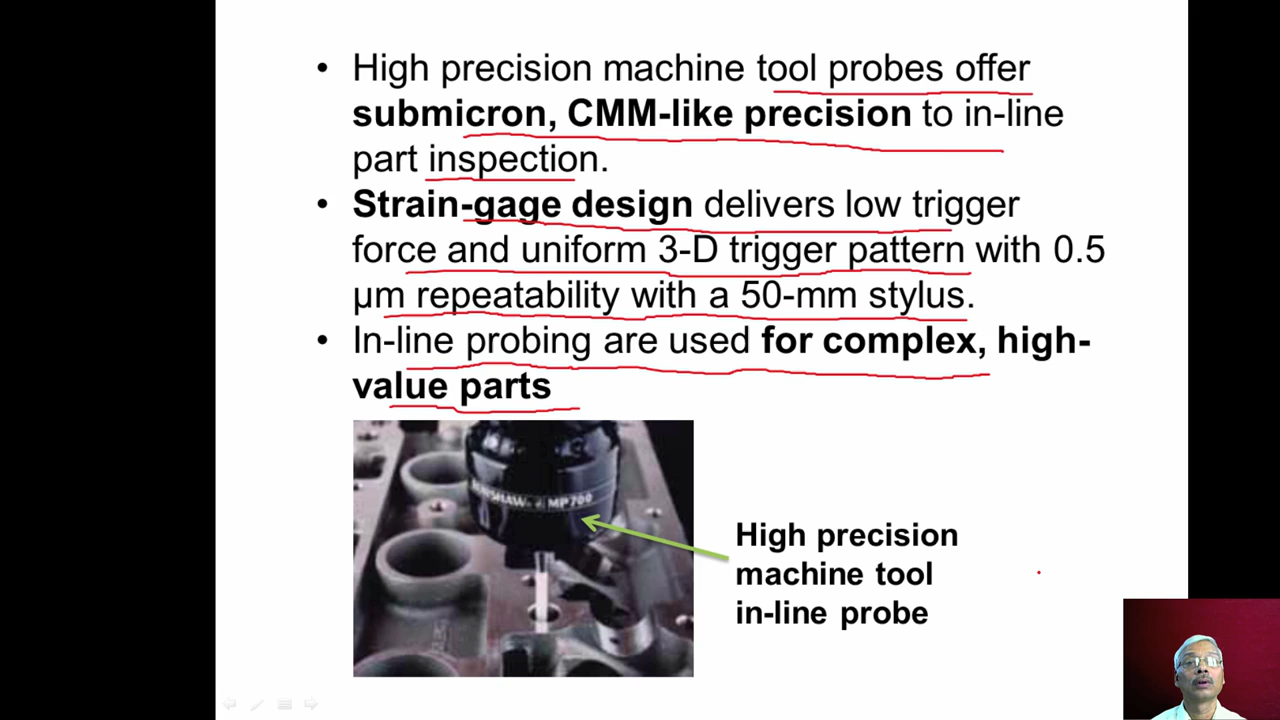 • High precision machine tool probes offer
submicron, CMM-like precision to in-line
part inspection.
• Strain-gage design delivers low trigger
force and uniform 3-D trigger pattern with 0.5
µm repeatability with a 50-mm stylus.
• In-line probing are used for complex, high-
value parts
MP700
High precision
machine tool
in-line probe